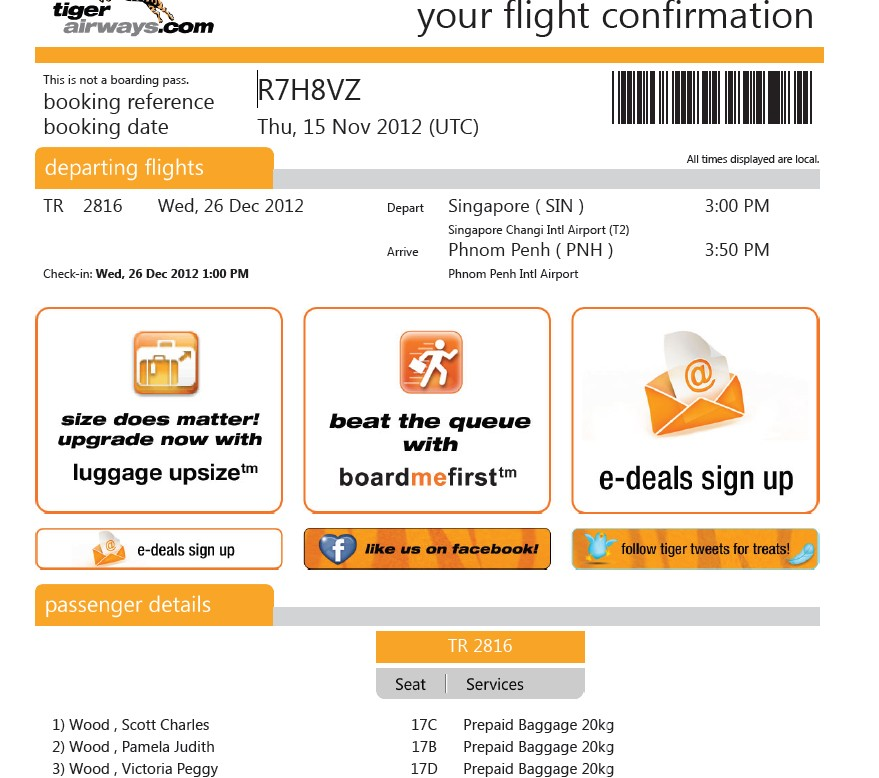 tiger
airways.com
your flight confirmation
This is not a boarding pass.
booking reference R7H8VZ
booking date Thu, 15 Nov 2012 (UTC)
All times displayed are local.
departing flights
TR 2816 Wed, 26 Dec 2012 Depart Singapore ( SIN ) 3:00 PM
Singapore Changi Intl Airport (T2)
Arrive Phnom Penh ( PNH ) 3:50 PM
Check-in: Wed, 26 Dec 2012 1:00 PM Phnom Penh Intl Airport
size does matter!
upgrade now with
luggage upsize™
beat the queue
with
boardmefirst™
@
e-deals sign up
@ e-deals sign up
f like us on facebook!
follow tiger tweets for treats!
passenger details
TR 2816
Seat Services
1) Wood , Scott Charles 17C Prepaid Baggage 20kg
2) Wood , Pamela Judith 17B Prepaid Baggage 20kg
3) Wood , Victoria Peggy 17D Prepaid Baggage 20kg